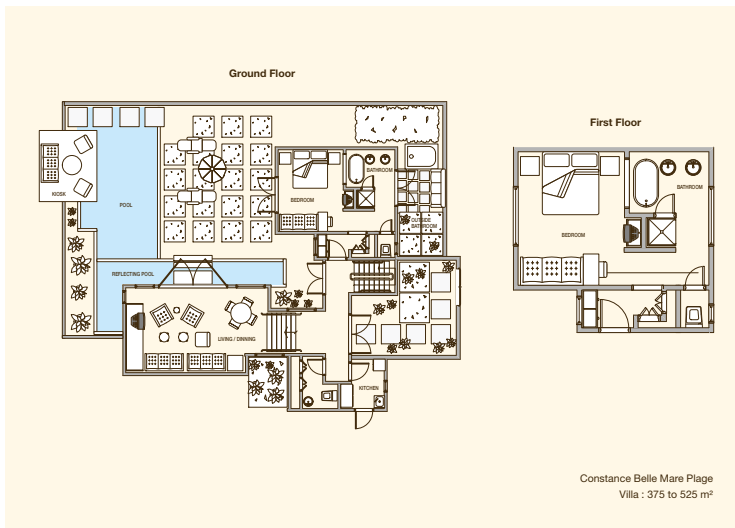 Ground Floor
First Floor
BATHROOM
BEDROOM
KIOSK
POOL
OUTSIDE
BATHROOM
REFLECTING POOL
LIVING / DINNING
KITCHEN
BATHROOM
BEDROOM
Constance Belle Mare Plage
Villa : 375 to 525 m²